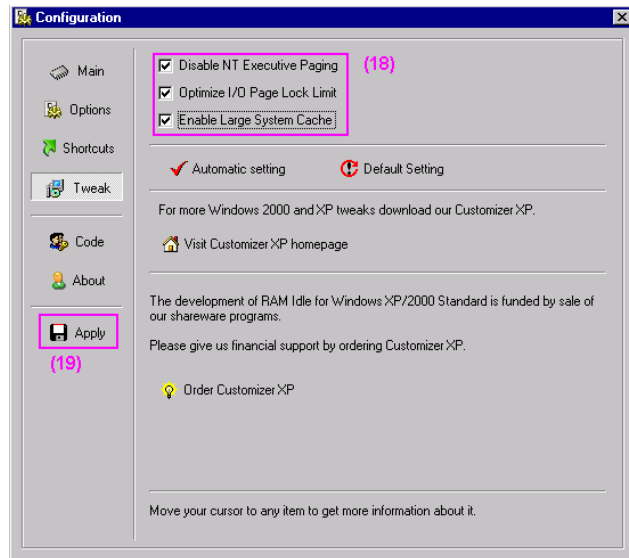 Configuration
Main
Options
Shortcuts
Tweak
Code
About
Apply
(19)
Disable NT Executive Paging
(18)
Optimize I/O Page Lock Limit
Enable Large System Cache
Automatic setting
Default Setting
For more Windows 2000 and XP tweaks download our Customizer XP.
Visit Customizer XP homepage
The development of RAM Idle for Windows XP/2000 Standard is funded by sale of
our shareware programs.
Please give us financial support by ordering Customizer XP.
Order Customizer XP
Move your cursor to any item to get more information about it.